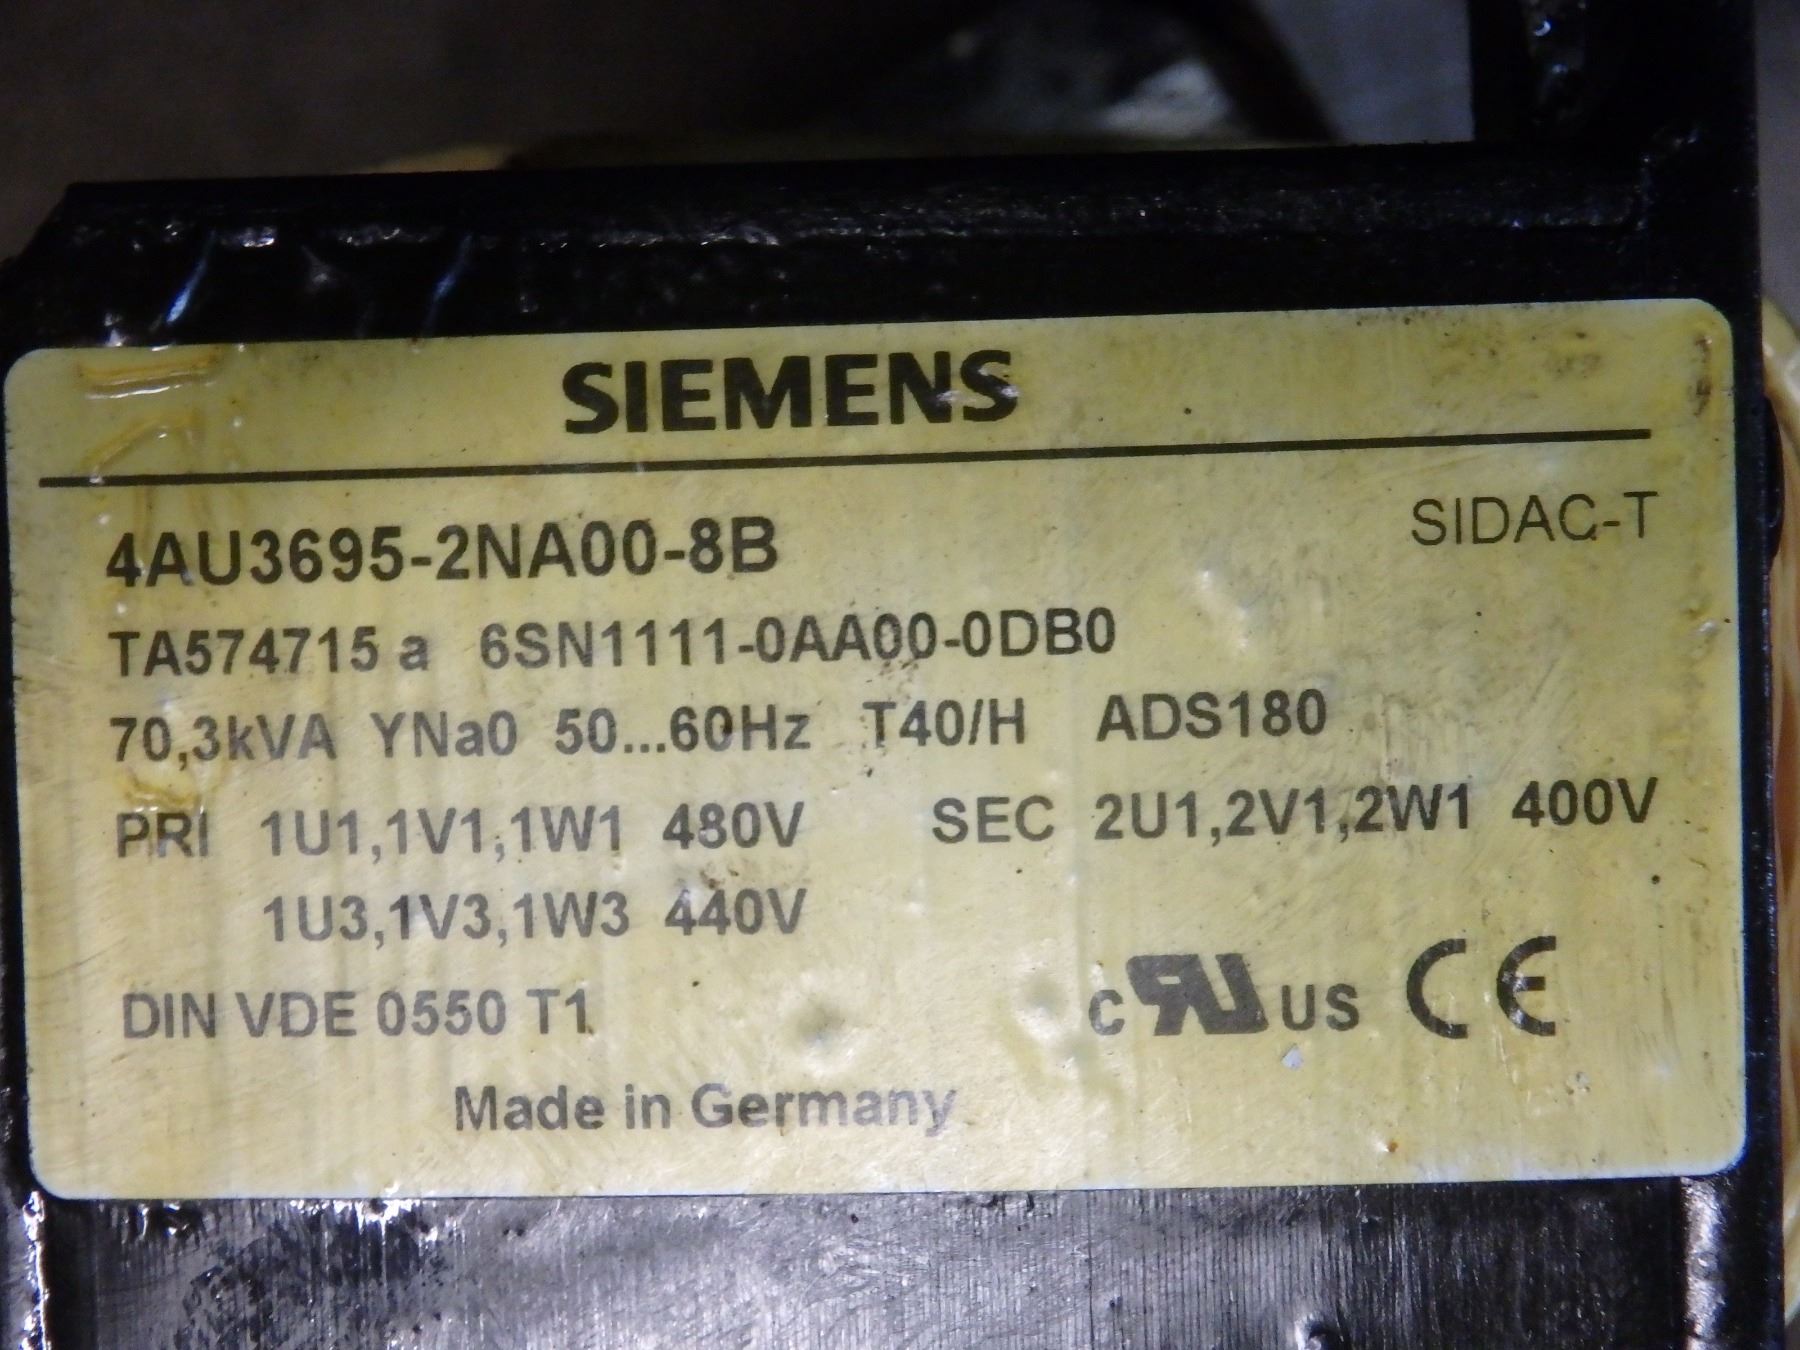 SIEMENS
SIDAC-T
4AU3695-2NA00-8B
TA574715 a 6SN1111-0AA00-0DB0
70,3kVA YNa0 50...60Hz T40/H ADS180
PRI 1U1,1V1,1W1 480V SEC 2U1,2V1,2W1 400V
1U3,1V3,1W3 440V
DIN VDE 0550 T1
c RU US CE
Made in Germany